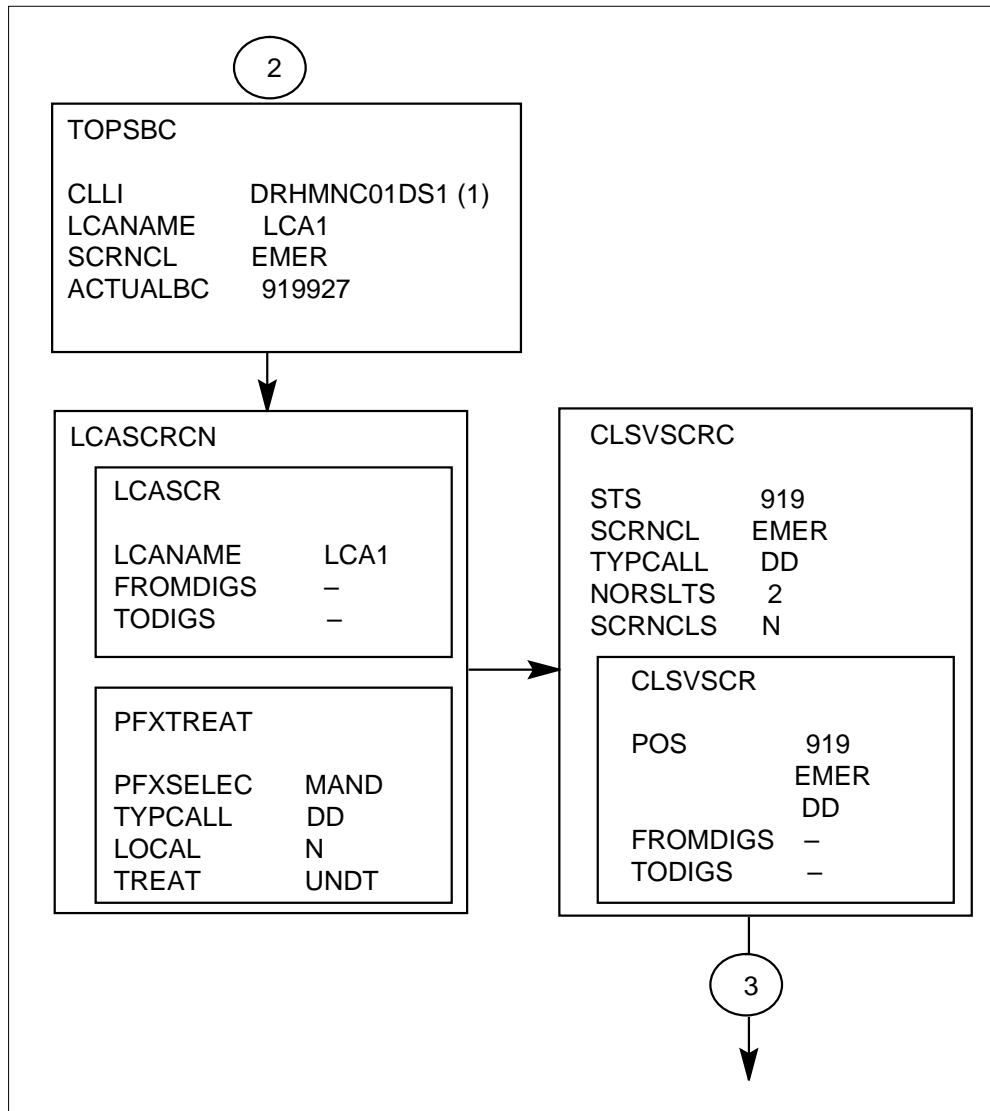 2
TOPSBC
CLLI DRHMNC01DS1 (1)
LCANAME LCA1
SCRNCL EMER
ACTUALBC 919927
LCASCRCN
LCASCR
LCANAME LCA1
FROMDIGS –
TODIGS –
PFXTREAT
PFXSELEC MAND
TYPCALL DD
LOCAL N
TREAT UNDT
CLSVSCRC
STS 919
SCRNCL EMER
TYPCALL DD
NORSLTS 2
SCRNCLS N
CLSVSCR
POS 919
EMER
DD
FROMDIGS –
TODIGS –
3